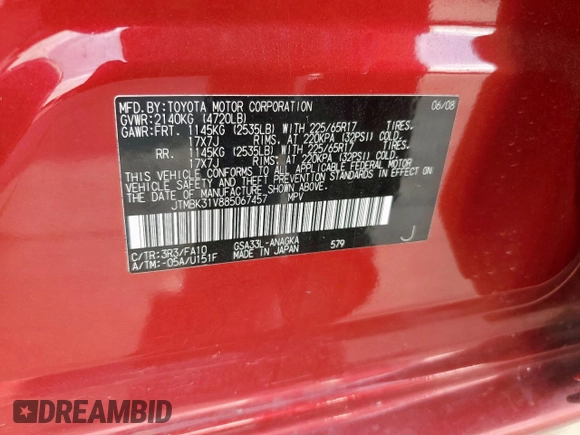 MFD. BY: TOYOTA MOTOR CORPORATION 06/08
GVWR: 2140KG (4720LB)
GAWR: FRT. 1145KG (2535LB) WITH 225/65R17 TIRES.
17X7J RIMS. AT 220KPA (32PSI) COLD.
RR. 1145KG (2535LB) WITH 225/65R17 TIRES.
17X7J RIMS. AT 220KPA (32PSI) COLD.
THIS VEHICLE CONFORMS TO ALL APPLICABLE FEDERAL MOTOR
VEHICLE SAFETY AND THEFT PREVENTION STANDARDS IN EFFECT ON
THE DATE OF MANUFACTURE SHOWN ABOVE.
JTMBK31V885067457 MPV
C/TR: 3R3/FA10 GSA33L-ANAGKA 579 J
A/TM: -05A/U151F MADE IN JAPAN
DREAMBID